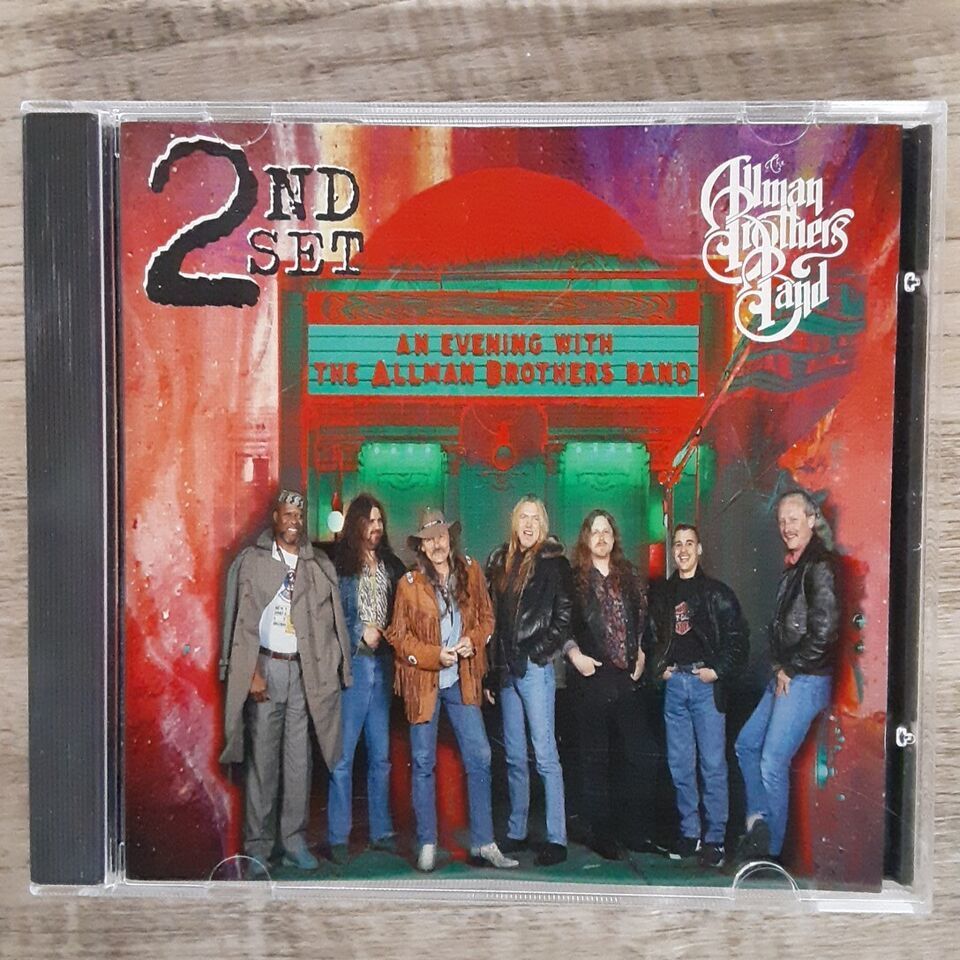 2ND
SET
The
Allman
Brothers
Band
AN EVENING WITH
THE ALLMAN BROTHERS BAND